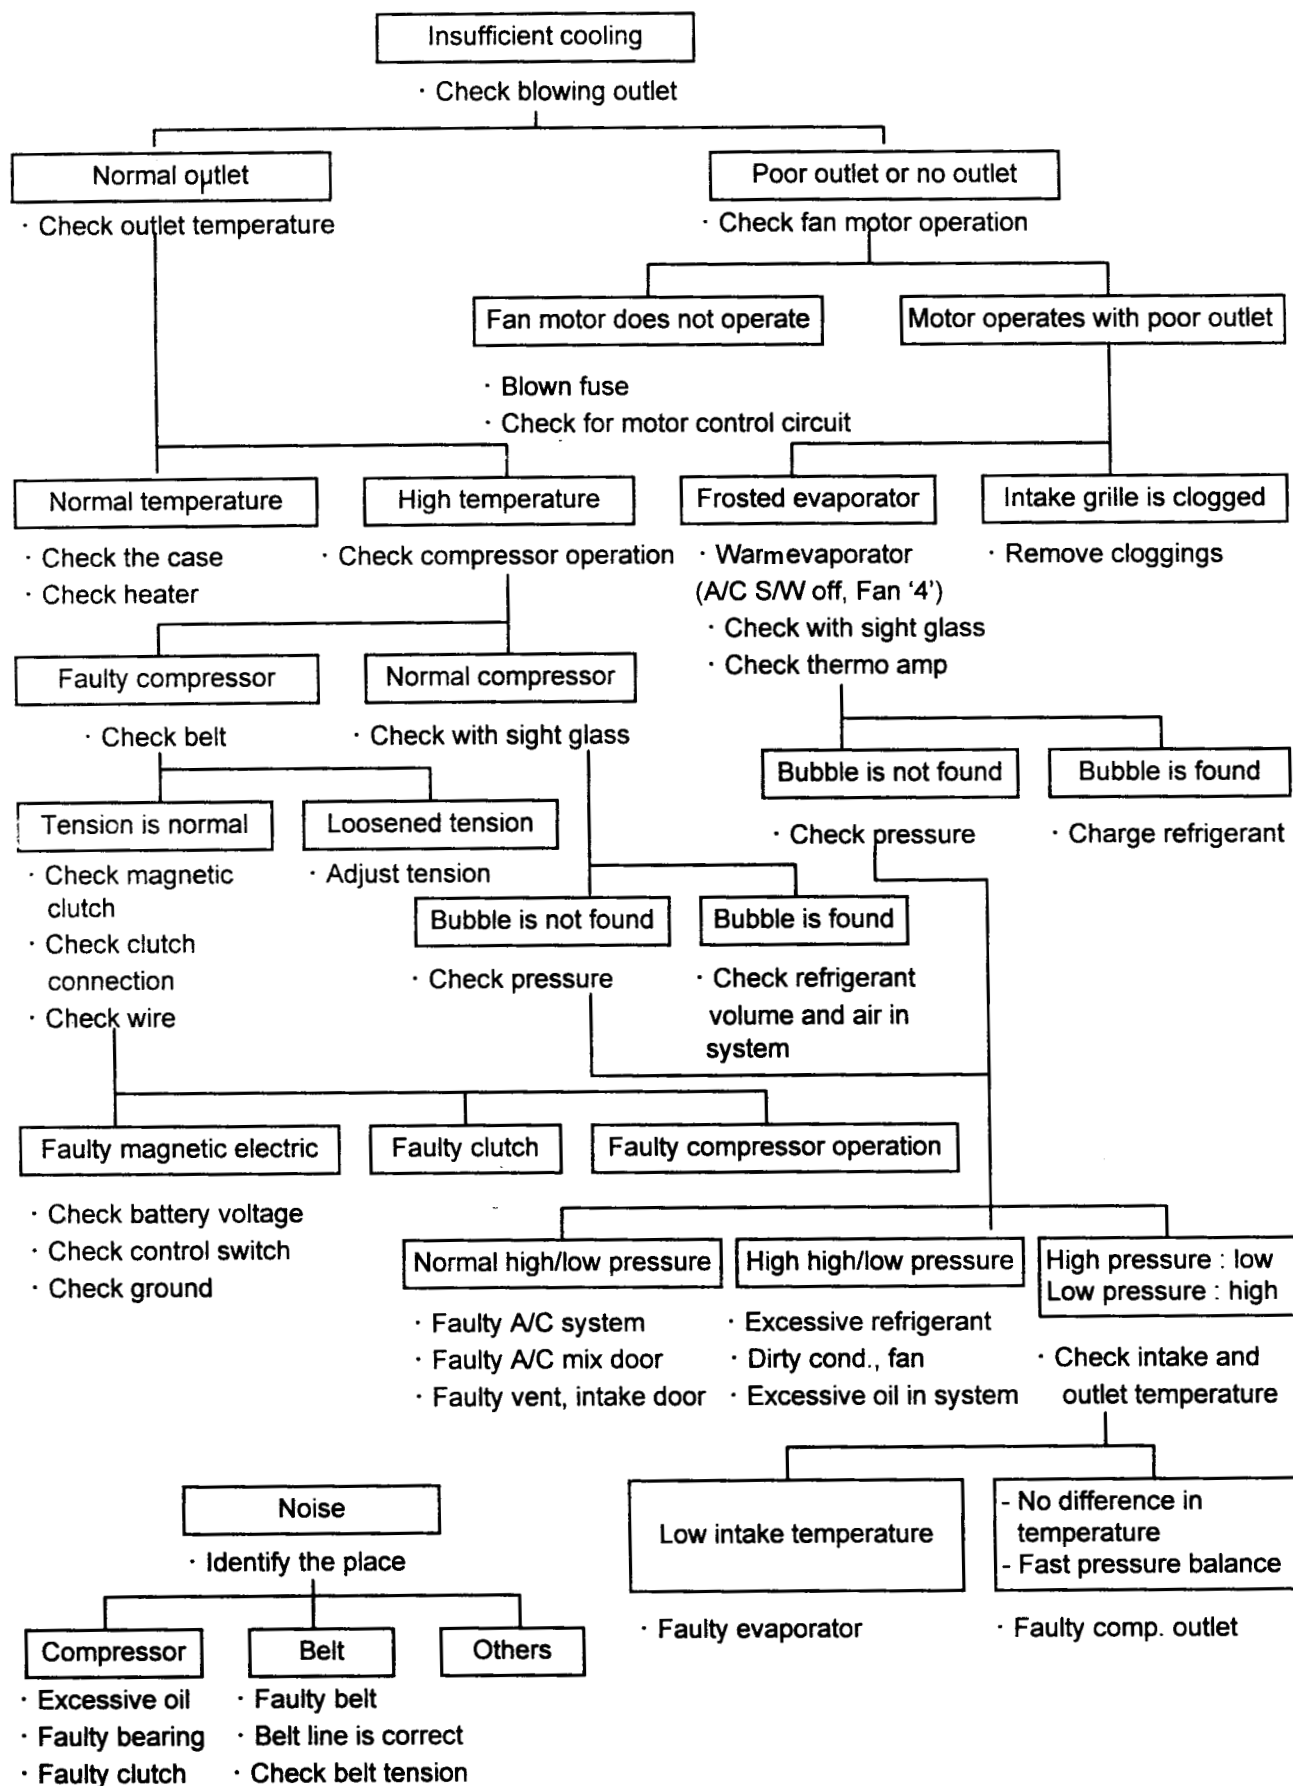 Insufficient cooling
· Check blowing outlet
Normal outlet
Poor outlet or no outlet
· Check outlet temperature
· Check fan motor operation
Fan motor does not operate
Motor operates with poor outlet
· Blown fuse
· Check for motor control circuit
Normal temperature
High temperature
Frosted evaporator
Intake grille is clogged
· Check the case
· Check heater
· Check compressor operation
· Warm evaporator
(A/C S/W off, Fan ‘4’)
· Check with sight glass
· Check thermo amp
· Remove cloggings
Faulty compressor
Normal compressor
· Check belt
· Check with sight glass
Bubble is not found
Bubble is found
· Check pressure
· Charge refrigerant
Tension is normal
Loosened tension
· Check magnetic
clutch
· Check clutch
connection
· Check wire
· Adjust tension
Bubble is not found
Bubble is found
· Check pressure
· Check refrigerant
volume and air in
system
Faulty magnetic electric
Faulty clutch
Faulty compressor operation
· Check battery voltage
· Check control switch
· Check ground
Normal high/low pressure
High high/low pressure
High pressure : low
Low pressure : high
· Faulty A/C system
· Faulty A/C mix door
· Faulty vent, intake door
· Excessive refrigerant
· Dirty cond., fan
· Excessive oil in system
· Check intake and
outlet temperature
Low intake temperature
- No difference in
temperature
- Fast pressure balance
· Faulty evaporator
· Faulty comp. outlet
Noise
· Identify the place
Compressor
Belt
Others
· Excessive oil
· Faulty bearing
· Faulty clutch
· Faulty belt
· Belt line is correct
· Check belt tension